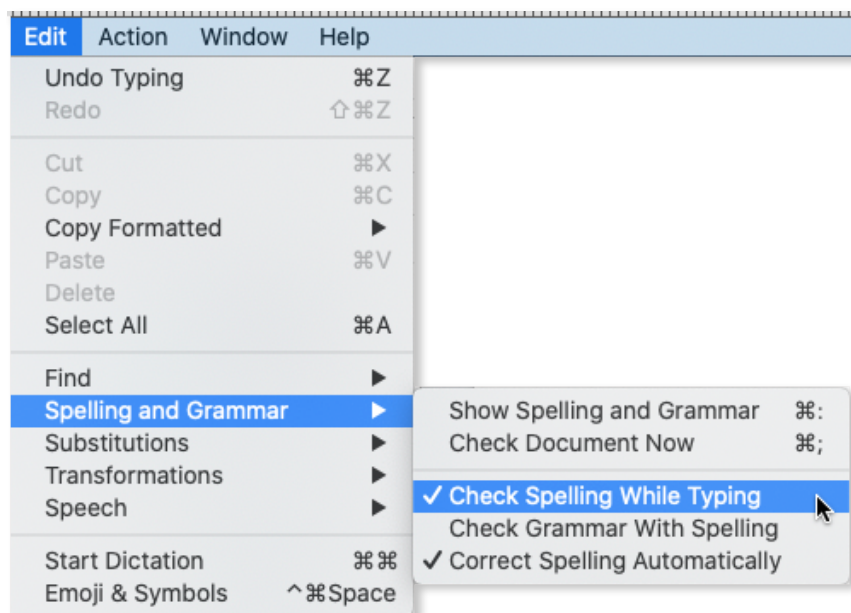 Edit Action Window Help
Undo Typing ⌘Z
Redo ⇧⌘Z
Cut ⌘X
Copy ⌘C
Copy Formatted ▶
Paste ⌘V
Delete
Select All ⌘A
Find ▶
Spelling and Grammar ▶
Substitutions ▶
Transformations ▶
Speech ▶
Start Dictation ⌘⌘
Emoji & Symbols ^⌘Space
Show Spelling and Grammar ⌘:
Check Document Now ⌘;
✓ Check Spelling While Typing
Check Grammar With Spelling
✓ Correct Spelling Automatically